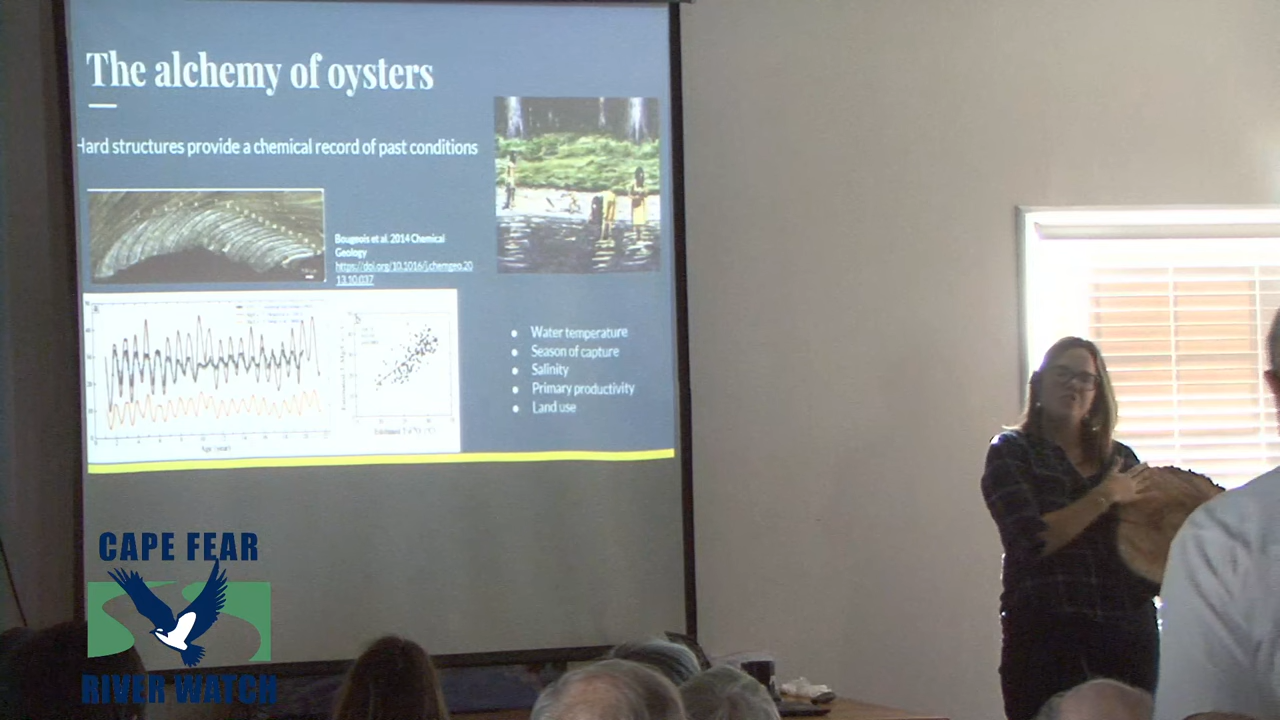 The alchemy of oysters
Hard structures provide a chemical record of past conditions
Bougeois et al. 2014 Chemical
Geology
https://doi.org/10.1016/j.chemgeo.20
13.10.037
Water temperature
Season of capture
Salinity
Primary productivity
Land use
CAPE FEAR
RIVER WATCH